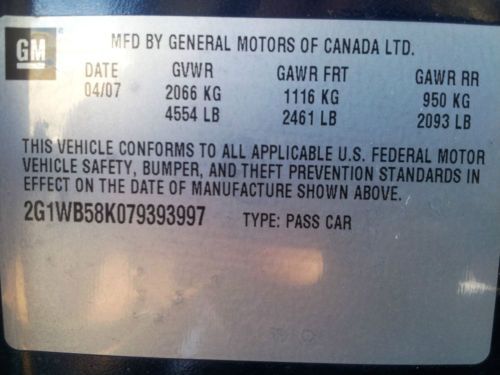 GM
MFD BY GENERAL MOTORS OF CANADA LTD.
DATE GVWR GAWR FRT GAWR RR
04/07 2066 KG 1116 KG 950 KG
4554 LB 2461 LB 2093 LB
THIS VEHICLE CONFORMS TO ALL APPLICABLE U.S. FEDERAL MOTOR
VEHICLE SAFETY, BUMPER, AND THEFT PREVENTION STANDARDS IN
EFFECT ON THE DATE OF MANUFACTURE SHOWN ABOVE.
2G1WB58K079393997 TYPE: PASS CAR